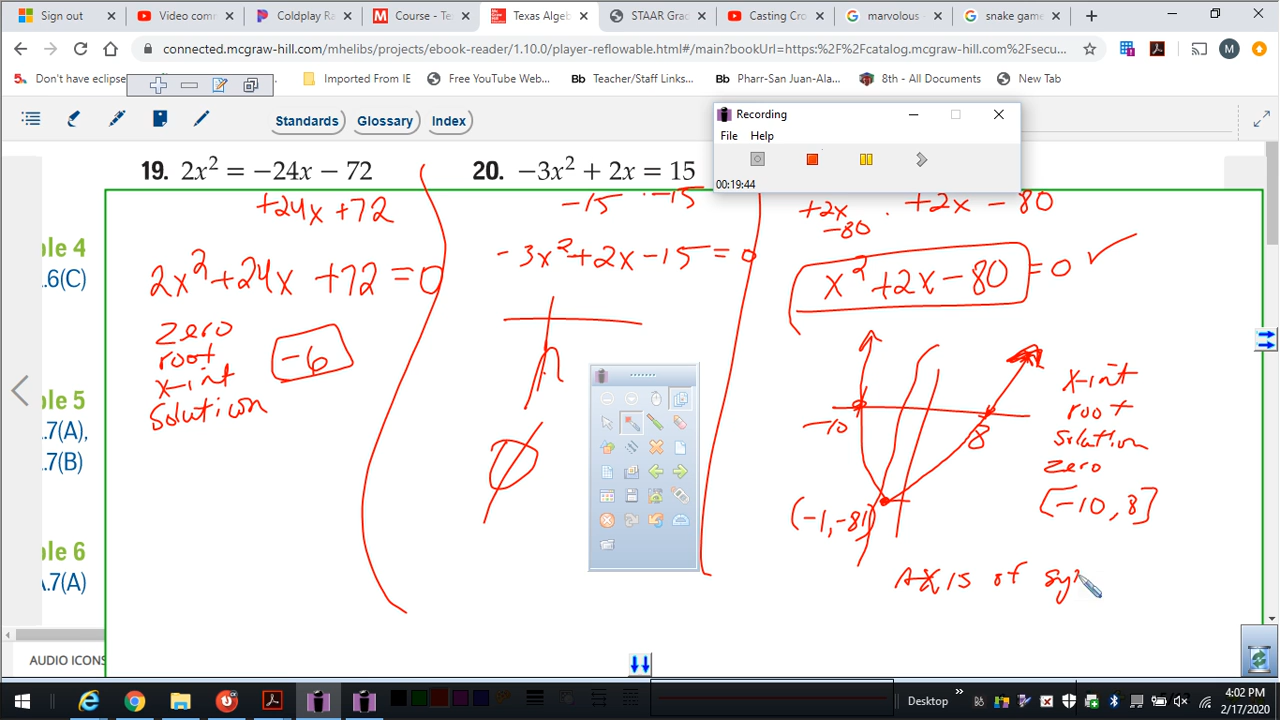 Sign out
Video comm
Coldplay Ra
Course - Te
Texas Algeb
STAAR Grad
Casting Cro
marvolous -
snake game
connected.mcgraw-hill.com/mhelibs/projects/ebook-reader/1.10.0/player-reflowable.html#/main?bookUrl=https:%2F%2Fcatalog.mcgraw-hill.com%2Fsecu...
M
Don't have eclipse
Imported From IE
Free YouTube Web...
Bb Teacher/Staff Links...
Bb Pharr-San Juan-Ala...
8th - All Documents
New Tab
Standards
Glossary
Index
Recording
File Help
00:19:44
19. 2x² = −24x − 72
20. −3x² + 2x = 15
+24x +72
-15 -15
+2x
-80
+2x - 80
ple 4
.6(C)
2x² + 24x + 72 = 0
-3x² + 2x - 15 = 0
x² + 2x - 80 = 0
zero
root
x-int
solution
-6
-10
8
(-1, -81)
x-int
root
solution
zero
[-10, 8]
ple 5
.7(A),
.7(B)
ple 6
A.7(A)
Axis of sy
AUDIO ICONS
Desktop
4:02 PM
2/17/2020